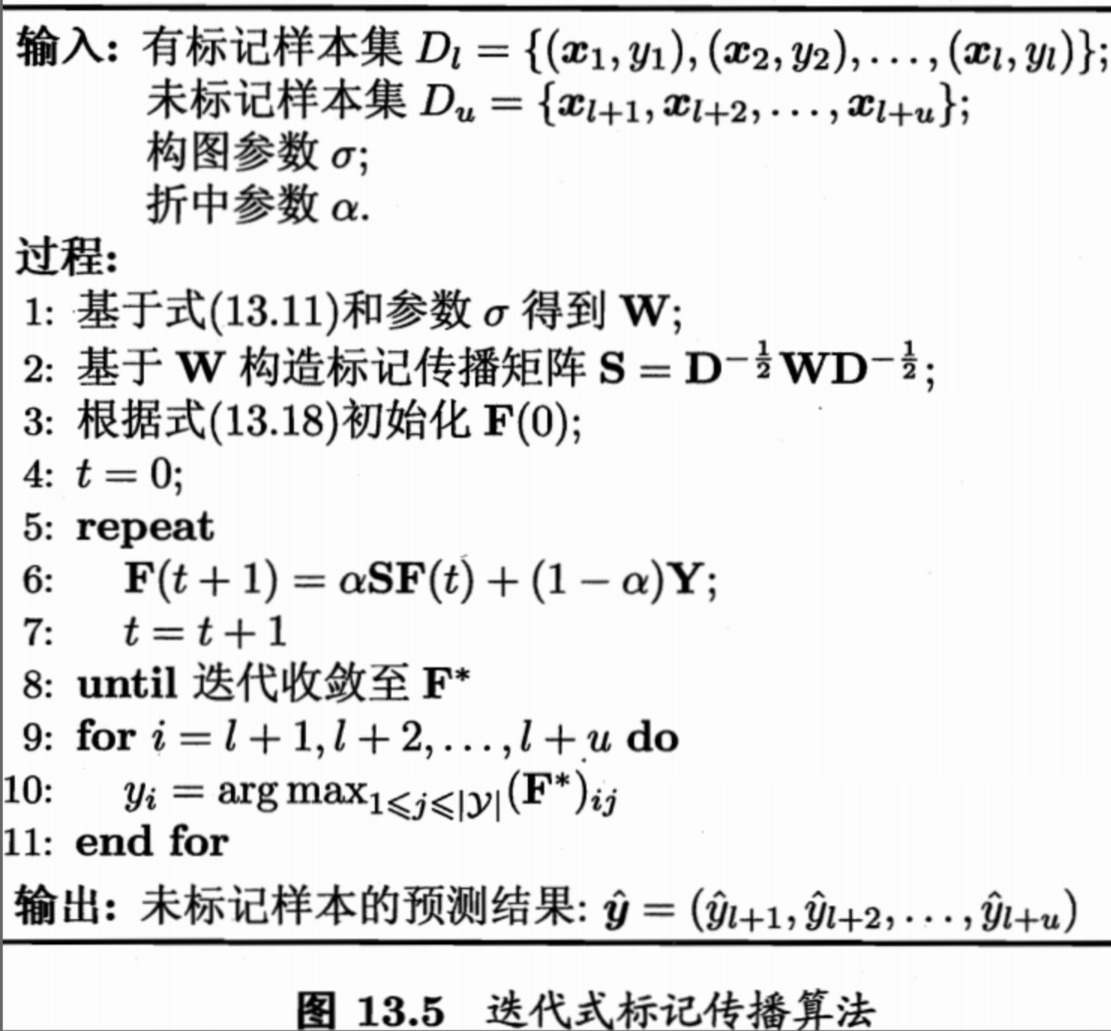 输入: 有标记样本集 $D_l = \{(\boldsymbol{x}_1, y_1), (\boldsymbol{x}_2, y_2), \ldots, (\boldsymbol{x}_l, y_l)\}$;
未标记样本集 $D_u = \{\boldsymbol{x}_{l+1}, \boldsymbol{x}_{l+2}, \ldots, \boldsymbol{x}_{l+u}\}$;
构图参数 $\sigma$;
折中参数 $\alpha$.
过程:
1: 基于式(13.11)和参数 $\sigma$ 得到 $\mathbf{W}$;
2: 基于 $\mathbf{W}$ 构造标记传播矩阵 $\mathbf{S} = \mathbf{D}^{-\frac{1}{2}}\mathbf{W}\mathbf{D}^{-\frac{1}{2}}$;
3: 根据式(13.18)初始化 $\mathbf{F}(0)$;
4: $t = 0$;
5: repeat
6: $\mathbf{F}(t+1) = \alpha\mathbf{S}\mathbf{F}(t) + (1-\alpha)\mathbf{Y}$;
7: $t = t + 1$
8: until 迭代收敛至 $\mathbf{F}^*$
9: for $i = l+1, l+2, \ldots, l+u$ do
10: $y_i = \arg\max_{1 \leqslant j \leqslant |\mathcal{Y}|} (\mathbf{F}^*)_{ij}$
11: end for
输出: 未标记样本的预测结果: $\hat{\boldsymbol{y}} = (\hat{y}_{l+1}, \hat{y}_{l+2}, \ldots, \hat{y}_{l+u})$
图 13.5 迭代式标记传播算法